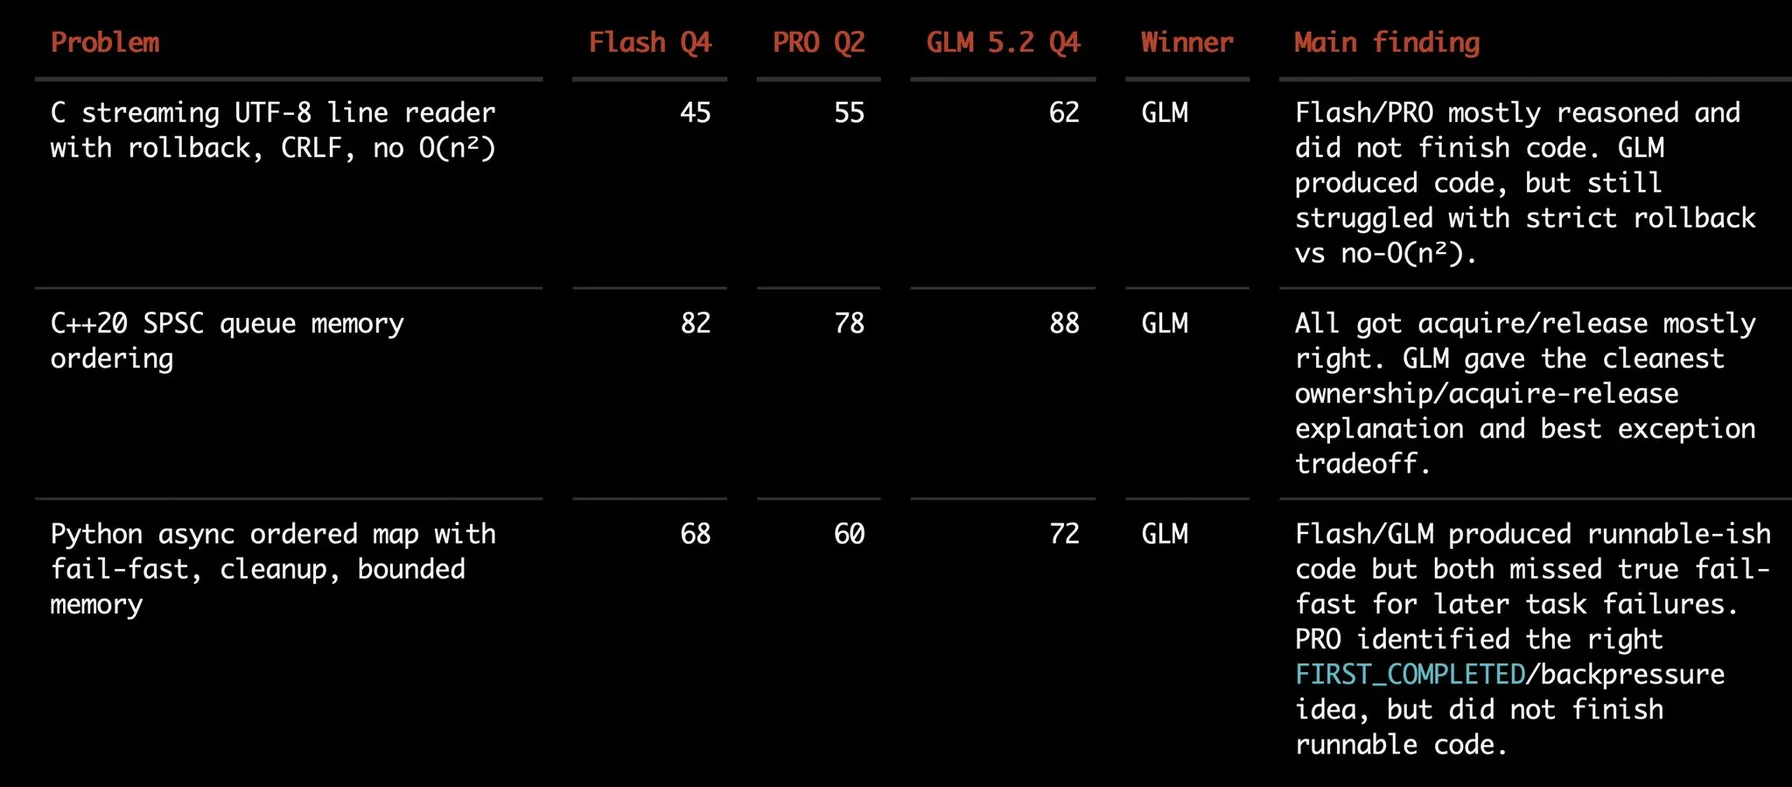 Problem Flash Q4 PRO Q2 GLM 5.2 Q4 Winner Main finding
C streaming UTF-8 line reader 45 55 62 GLM Flash/PRO mostly reasoned and
with rollback, CRLF, no O(n²) did not finish code. GLM
produced code, but still
struggled with strict rollback
vs no-O(n²).
C++20 SPSC queue memory 82 78 88 GLM All got acquire/release mostly
ordering right. GLM gave the cleanest
ownership/acquire-release
explanation and best exception
tradeoff.
Python async ordered map with 68 60 72 GLM Flash/GLM produced runnable-ish
fail-fast, cleanup, bounded code but both missed true fail-
memory fast for later task failures.
PRO identified the right
FIRST_COMPLETED/backpressure
idea, but did not finish
runnable code.